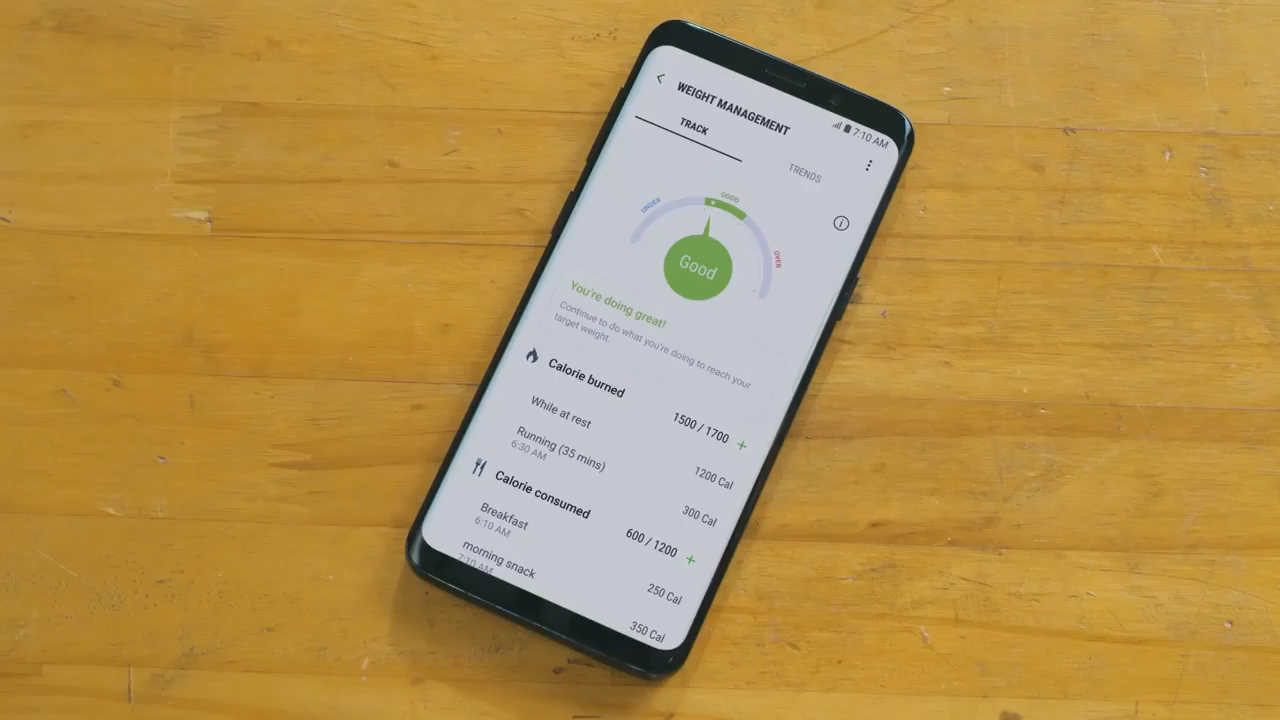 7:10 AM
WEIGHT MANAGEMENT
TRACK
TRENDS
UNDER
GOOD
OVER
Good
You're doing great!
Continue to do what you're doing to reach your
target weight.
Calorie burned
1500 / 1700 +
While at rest
1200 Cal
Running (35 mins)
6:30 AM
300 Cal
Calorie consumed
600 / 1200 +
Breakfast
6:10 AM
250 Cal
morning snack
7:10 AM
350 Cal